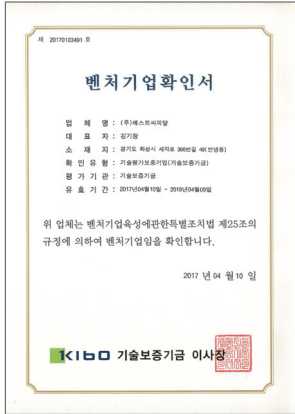 제 20170103491 호
벤처기업확인서
업 체 명 : (주)베스트씨피알
대 표 자 : 김기창
소 재 지 : 경기도 화성시 세자로 396번길 49(안녕동)
확 인 유 형 : 기술평가보증기업(기술보증기금)
평 가 기 관 : 기술보증기금
유 효 기 간 : 2017년04월10일 ~ 2019년04월09일
위 업체는 벤처기업육성에관한특별조치법 제25조의
규정에 의하여 벤처기업임을 확인합니다.
2017 년 04 월 10 일
KIBO 기술보증기금 이사장